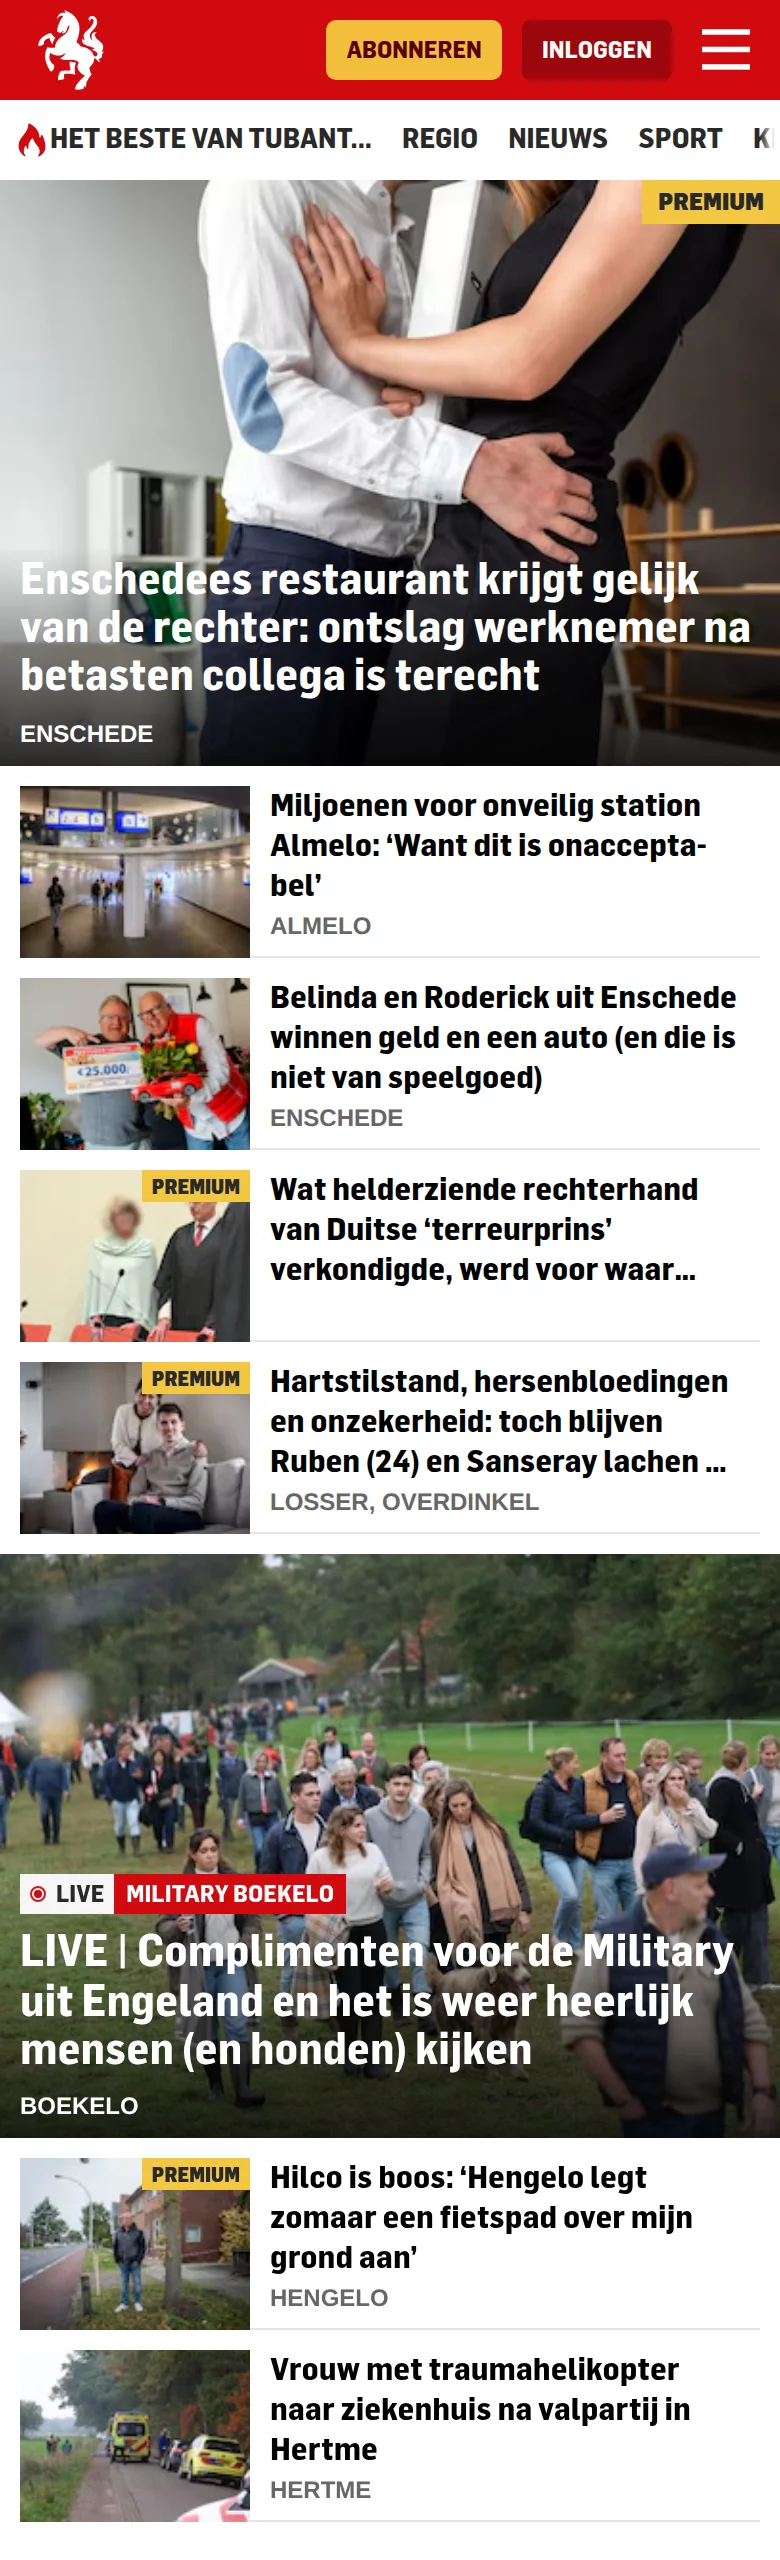 ABONNEREN
INLOGGEN
HET BESTE VAN TUBANT...
REGIO
NIEUWS
SPORT
PREMIUM
Enschedees restaurant krijgt gelijk
van de rechter: ontslag werknemer na
betasten collega is terecht
ENSCHEDE
Miljoenen voor onveilig station
Almelo: ‘Want dit is onaccepta-
bel’
ALMELO
€25.000
Belinda en Roderick uit Enschede
winnen geld en een auto (en die is
niet van speelgoed)
ENSCHEDE
PREMIUM
Wat helderziende rechterhand
van Duitse ‘terreurprins’
verkondigde, werd voor waar...
PREMIUM
Hartstilstand, hersenbloedingen
en onzekerheid: toch blijven
Ruben (24) en Sanseray lachen ...
LOSSER, OVERDINKEL
LIVE
MILITARY BOEKELO
LIVE | Complimenten voor de Military
uit Engeland en het is weer heerlijk
mensen (en honden) kijken
BOEKELO
PREMIUM
Hilco is boos: ‘Hengelo legt
zomaar een fietspad over mijn
grond aan’
HENGELO
Vrouw met traumahelikopter
naar ziekenhuis na valpartij in
Hertme
HERTME